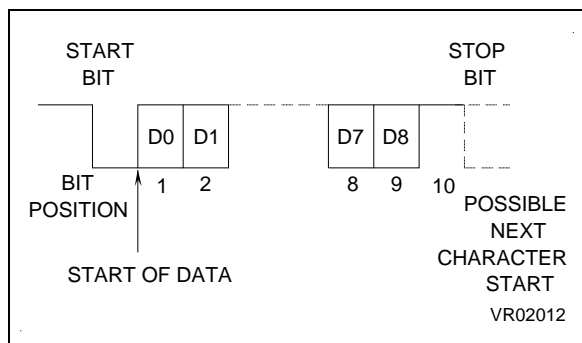 START
BIT
STOP
BIT
D0 D1 D7 D8
BIT
POSITION
1 2 8 9 10
POSSIBLE
NEXT
CHARACTER
START
START OF DATA
VR02012